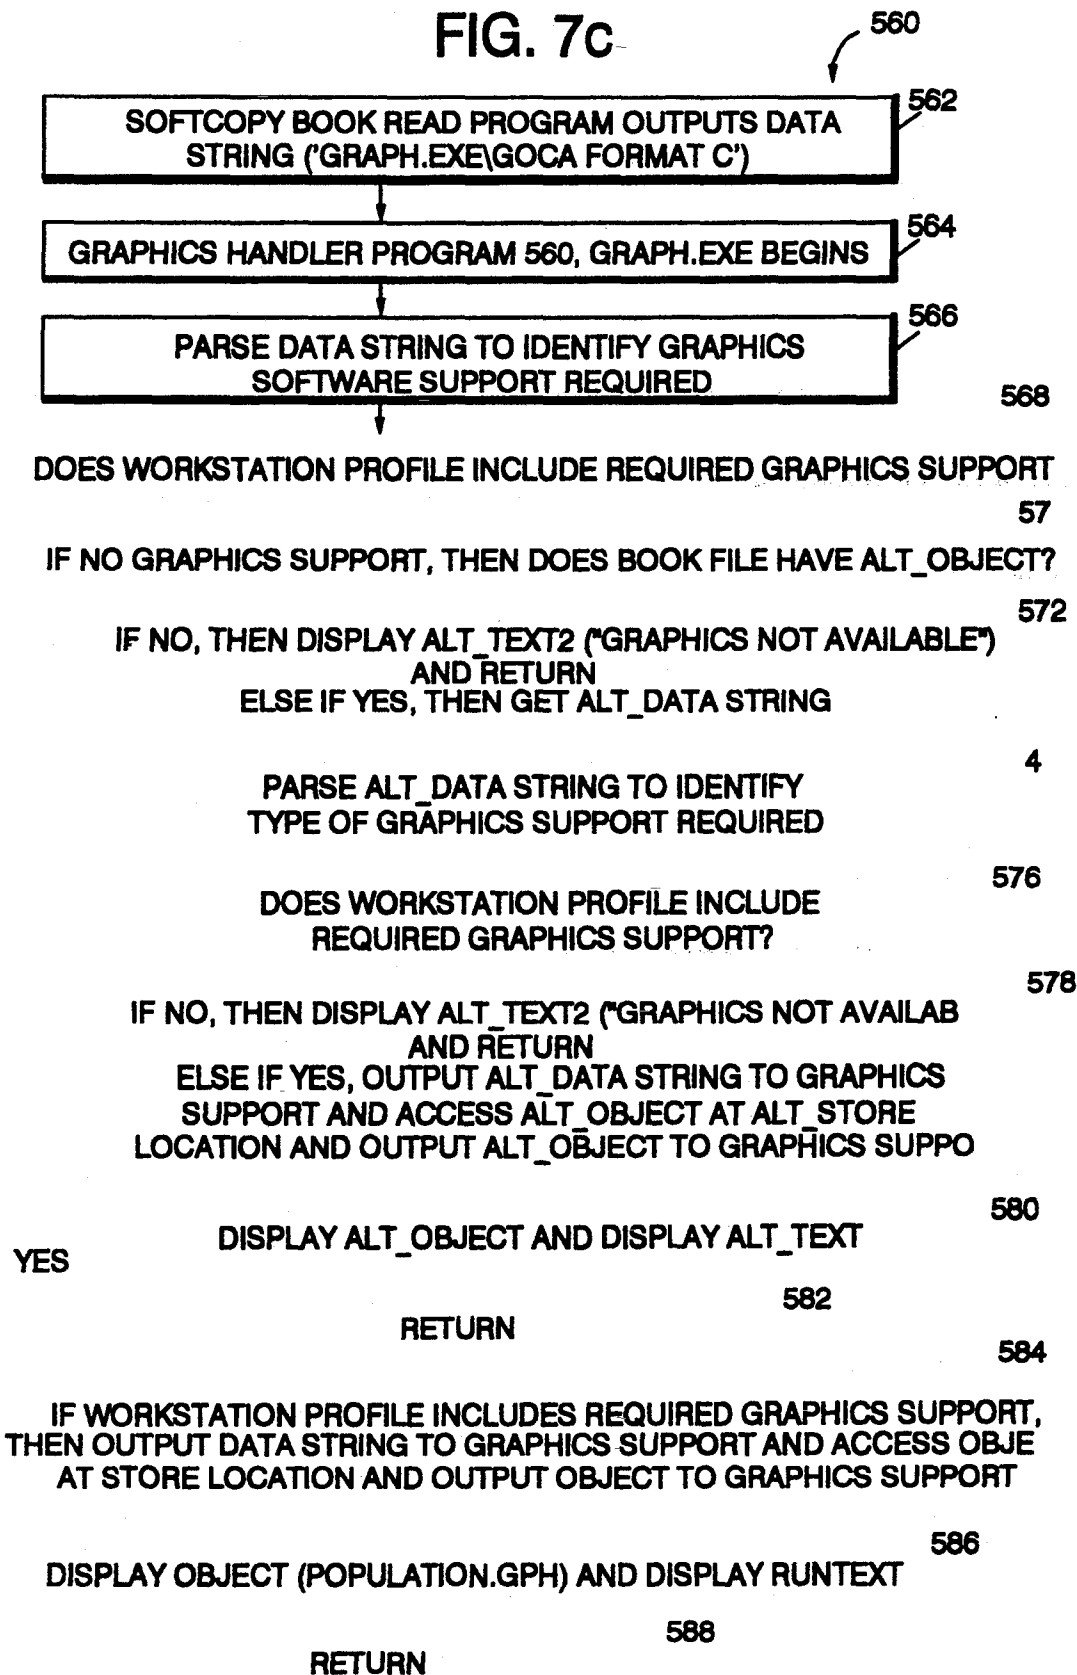 FIG. 7c
560
562
SOFTCOPY BOOK READ PROGRAM OUTPUTS DATA
STRING ('GRAPH.EXE\GOCA FORMAT C')
564
GRAPHICS HANDLER PROGRAM 560, GRAPH.EXE BEGINS
566
PARSE DATA STRING TO IDENTIFY GRAPHICS
SOFTWARE SUPPORT REQUIRED
568
DOES WORKSTATION PROFILE INCLUDE REQUIRED GRAPHICS SUPPORT
57
IF NO GRAPHICS SUPPORT, THEN DOES BOOK FILE HAVE ALT_OBJECT?
572
IF NO, THEN DISPLAY ALT_TEXT2 ("GRAPHICS NOT AVAILABLE")
AND RETURN
ELSE IF YES, THEN GET ALT_DATA STRING
4
PARSE ALT_DATA STRING TO IDENTIFY
TYPE OF GRAPHICS SUPPORT REQUIRED
576
DOES WORKSTATION PROFILE INCLUDE
REQUIRED GRAPHICS SUPPORT?
578
IF NO, THEN DISPLAY ALT_TEXT2 ("GRAPHICS NOT AVAILAB
AND RETURN
ELSE IF YES, OUTPUT ALT_DATA STRING TO GRAPHICS
SUPPORT AND ACCESS ALT_OBJECT AT ALT_STORE
LOCATION AND OUTPUT ALT_OBJECT TO GRAPHICS SUPPO
580
DISPLAY ALT_OBJECT AND DISPLAY ALT_TEXT
YES
582
RETURN
584
IF WORKSTATION PROFILE INCLUDES REQUIRED GRAPHICS SUPPORT,
THEN OUTPUT DATA STRING TO GRAPHICS SUPPORT AND ACCESS OBJE
AT STORE LOCATION AND OUTPUT OBJECT TO GRAPHICS SUPPORT
586
DISPLAY OBJECT (POPULATION.GPH) AND DISPLAY RUNTEXT
588
RETURN